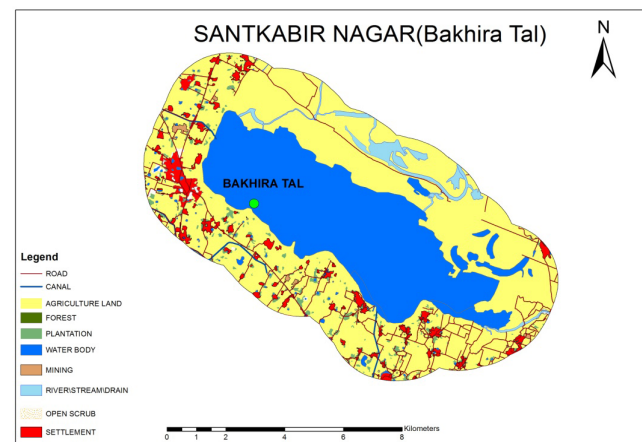 SANTKABIR NAGAR(Bakhira Tal)
N
BAKHIRA TAL
Legend
ROAD
CANAL
AGRICULTURE LAND
FOREST
PLANTATION
WATER BODY
MINING
RIVER\STREAM\DRAIN
OPEN SCRUB
SETTLEMENT
Kilometers
0 1 2 4 6 8